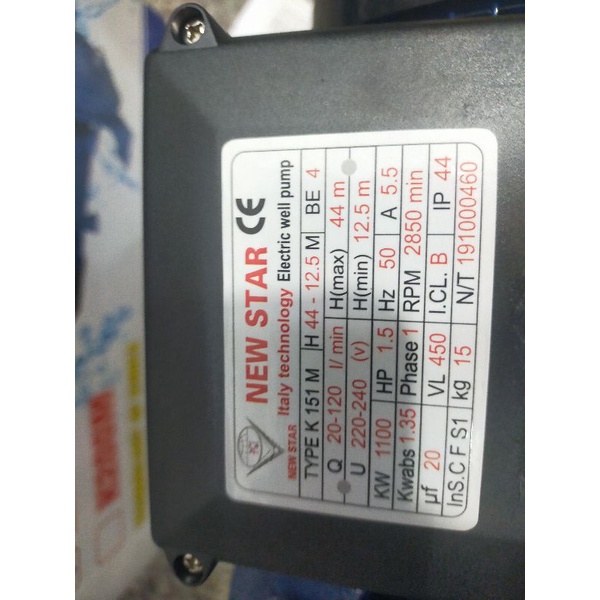 NEW STAR CE
Italy technology Electric well pump
NEW STAR
TYPE K 151 M H 44 - 12.5 M BE 4
Q 20-120 l/ min H(max) 44 m
U 220-240 (v) H(min) 12.5 m
KW 1100 HP 1.5 Hz 50 A 5.5
Kwabs 1.35 Phase 1 RPM 2850 min
µf 20 VL 450 I.CL. B IP 44
InS.C F S1 kg 15 N/T 191000460